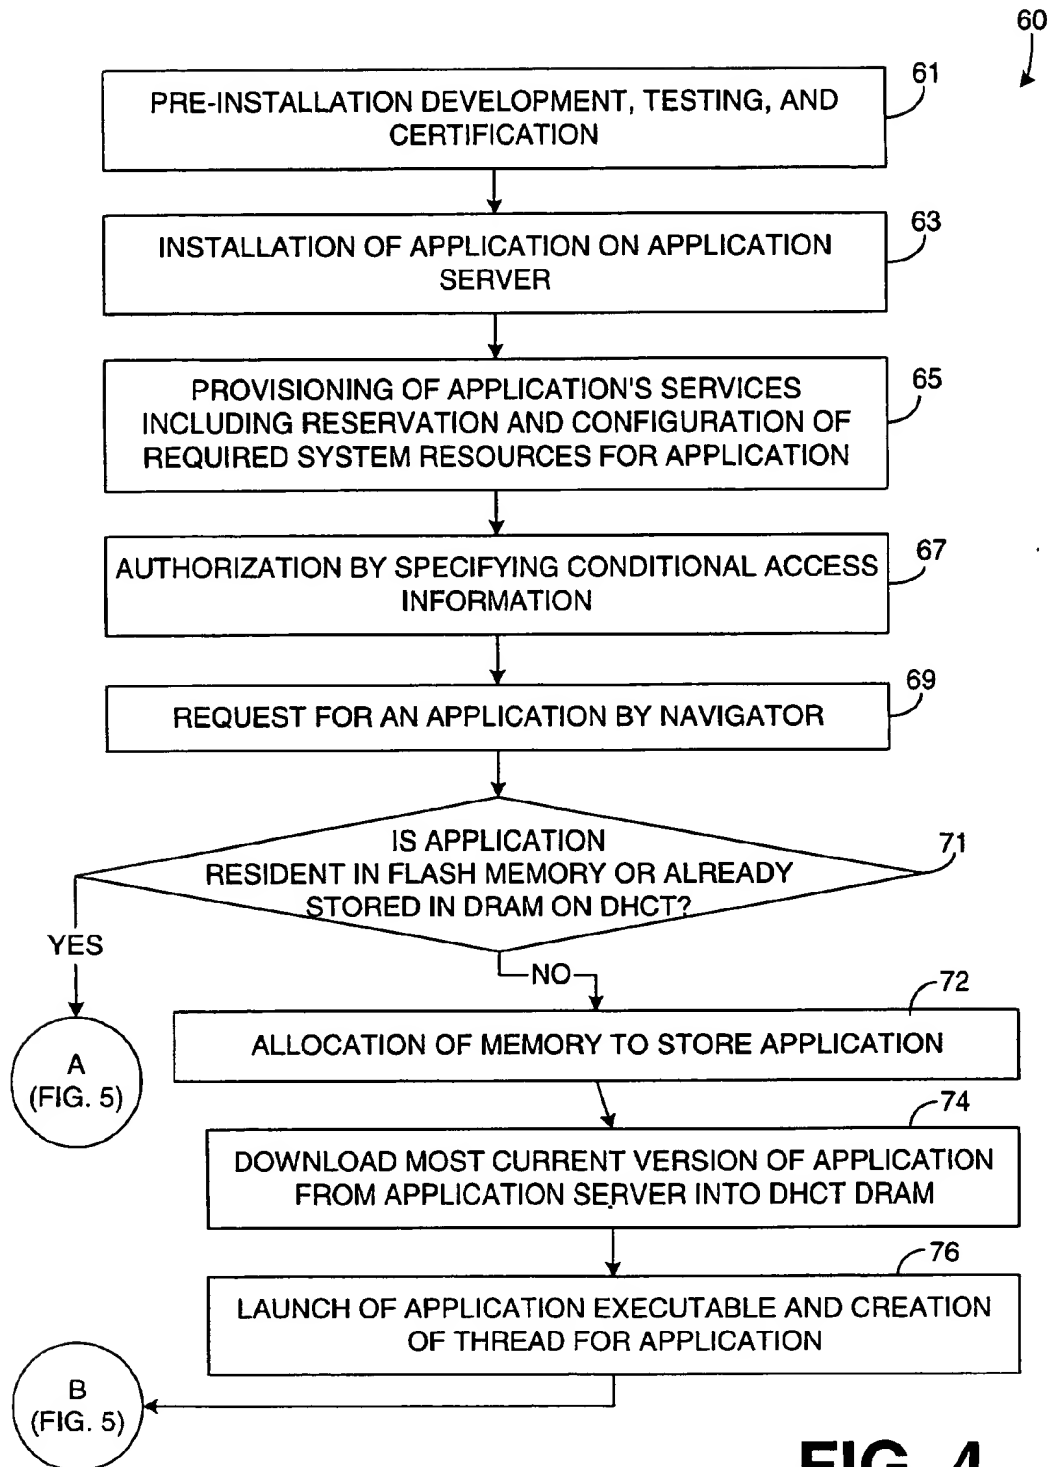 60
61
PRE-INSTALLATION DEVELOPMENT, TESTING, AND
CERTIFICATION
63
INSTALLATION OF APPLICATION ON APPLICATION
SERVER
65
PROVISIONING OF APPLICATION'S SERVICES
INCLUDING RESERVATION AND CONFIGURATION OF
REQUIRED SYSTEM RESOURCES FOR APPLICATION
67
AUTHORIZATION BY SPECIFYING CONDITIONAL ACCESS
INFORMATION
69
REQUEST FOR AN APPLICATION BY NAVIGATOR
71
IS APPLICATION
RESIDENT IN FLASH MEMORY OR ALREADY
STORED IN DRAM ON DHCT?
YES
NO
72
ALLOCATION OF MEMORY TO STORE APPLICATION
A
(FIG. 5)
74
DOWNLOAD MOST CURRENT VERSION OF APPLICATION
FROM APPLICATION SERVER INTO DHCT DRAM
76
LAUNCH OF APPLICATION EXECUTABLE AND CREATION
OF THREAD FOR APPLICATION
B
(FIG. 5)
FIG. 4